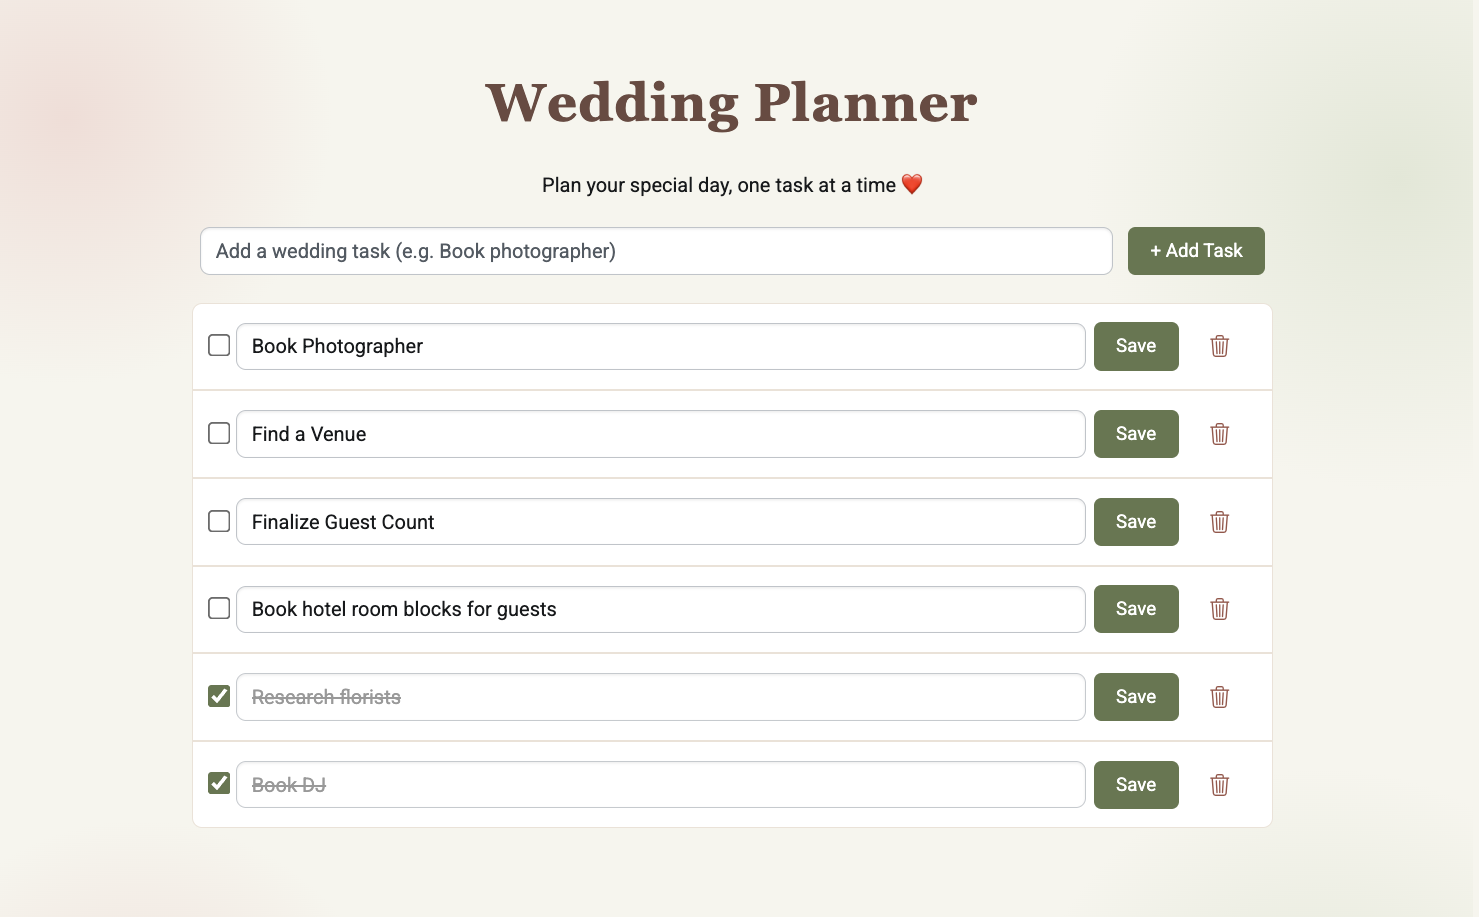 Wedding Planner
Plan your special day, one task at a time ❤️
Add a wedding task (e.g. Book photographer)
+ Add Task
Book Photographer
Save
Find a Venue
Save
Finalize Guest Count
Save
Book hotel room blocks for guests
Save
Research florists
Save
Book DJ
Save